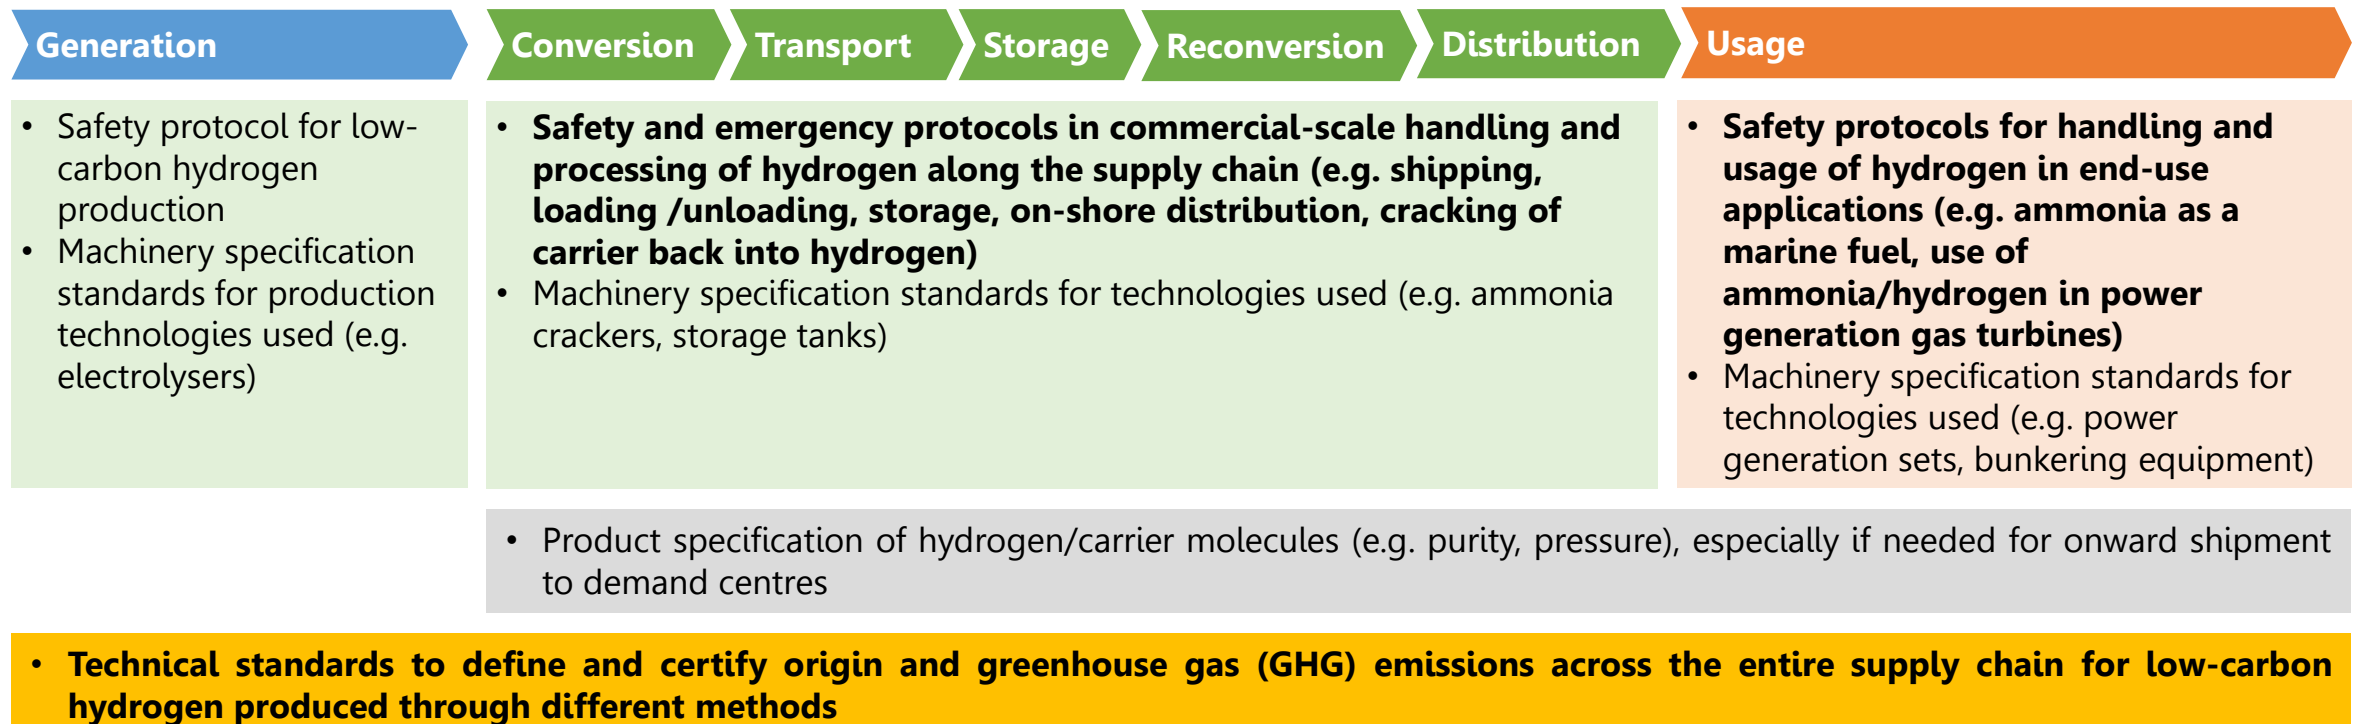 Generation
Conversion
Transport
Storage
Reconversion
Distribution
Usage
• Safety protocol for low-
carbon hydrogen
production
• Machinery specification
standards for production
technologies used (e.g.
electrolysers)
• Safety and emergency protocols in commercial-scale handling and
processing of hydrogen along the supply chain (e.g. shipping,
loading /unloading, storage, on-shore distribution, cracking of
carrier back into hydrogen)
• Machinery specification standards for technologies used (e.g. ammonia
crackers, storage tanks)
• Safety protocols for handling and
usage of hydrogen in end-use
applications (e.g. ammonia as a
marine fuel, use of
ammonia/hydrogen in power
generation gas turbines)
• Machinery specification standards for
technologies used (e.g. power
generation sets, bunkering equipment)
• Product specification of hydrogen/carrier molecules (e.g. purity, pressure), especially if needed for onward shipment
to demand centres
• Technical standards to define and certify origin and greenhouse gas (GHG) emissions across the entire supply chain for low-carbon
hydrogen produced through different methods